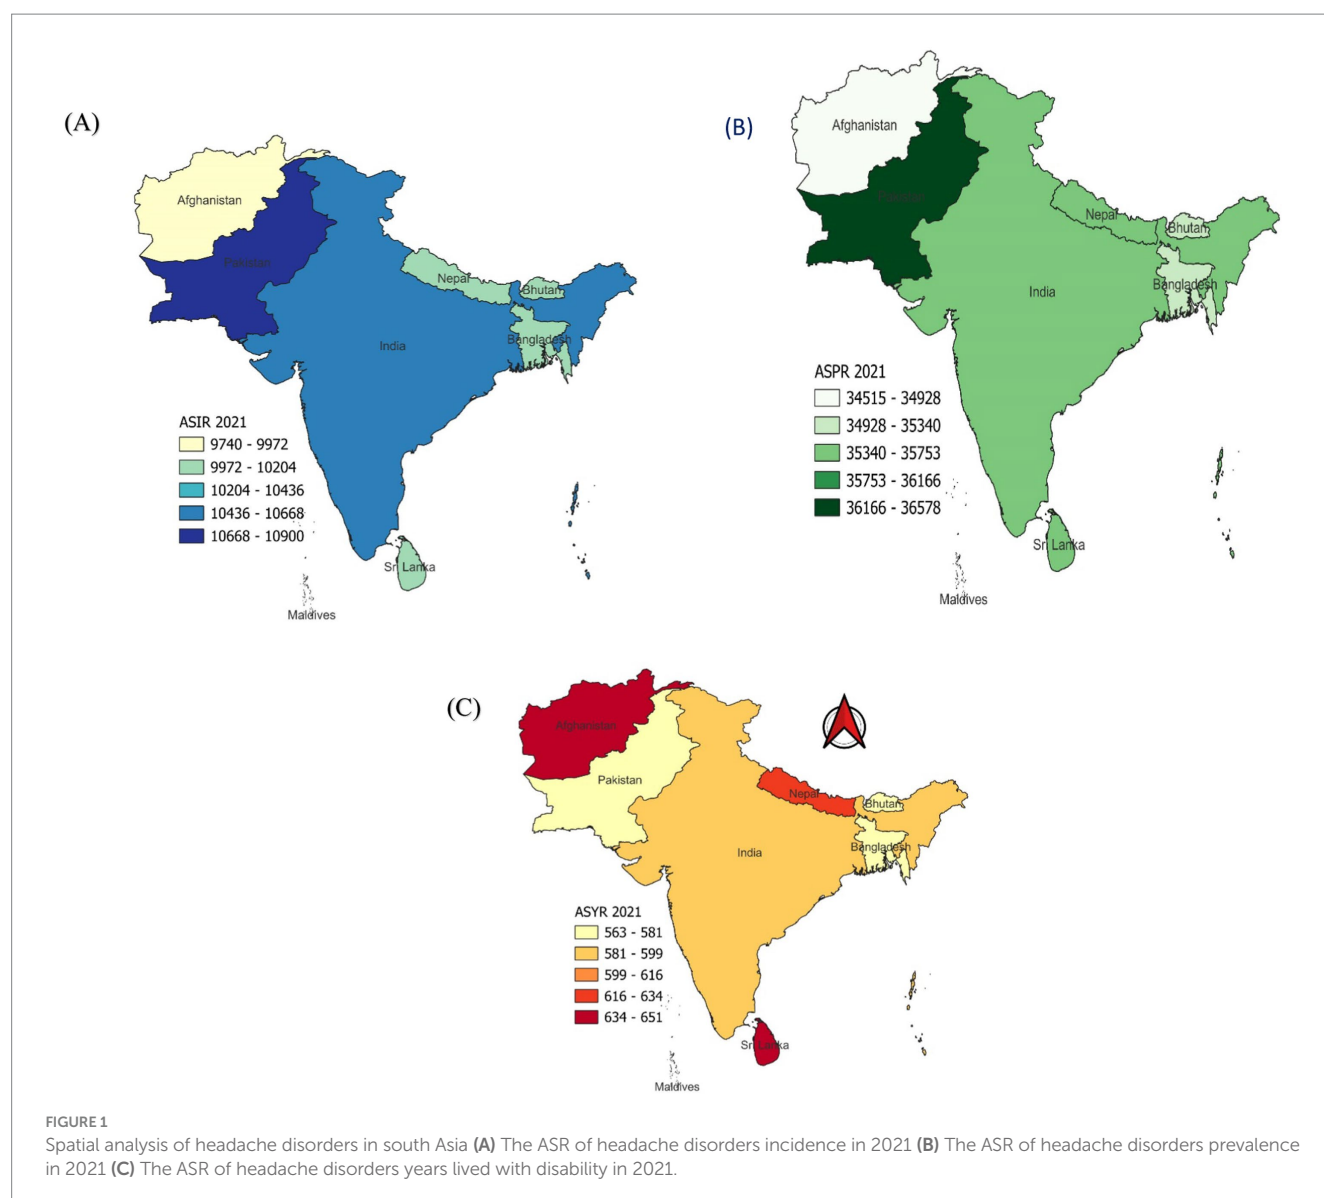 (A)
Afghanistan
Pakistan
Nepal
Bhutan
Bangladesh
India
Sri Lanka
Maldives
ASIR 2021
9740 - 9972
9972 - 10204
10204 - 10436
10436 - 10668
10668 - 10900
(B)
Afghanistan
Pakistan
Nepal
Bhutan
Bangladesh
India
Sri Lanka
Maldives
ASPR 2021
34515 - 34928
34928 - 35340
35340 - 35753
35753 - 36166
36166 - 36578
(C)
Afghanistan
Pakistan
Nepal
Bhutan
Bangladesh
India
Sri Lanka
Maldives
ASYR 2021
563 - 581
581 - 599
599 - 616
616 - 634
634 - 651
FIGURE 1
Spatial analysis of headache disorders in south Asia (A) The ASR of headache disorders incidence in 2021 (B) The ASR of headache disorders prevalence
in 2021 (C) The ASR of headache disorders years lived with disability in 2021.